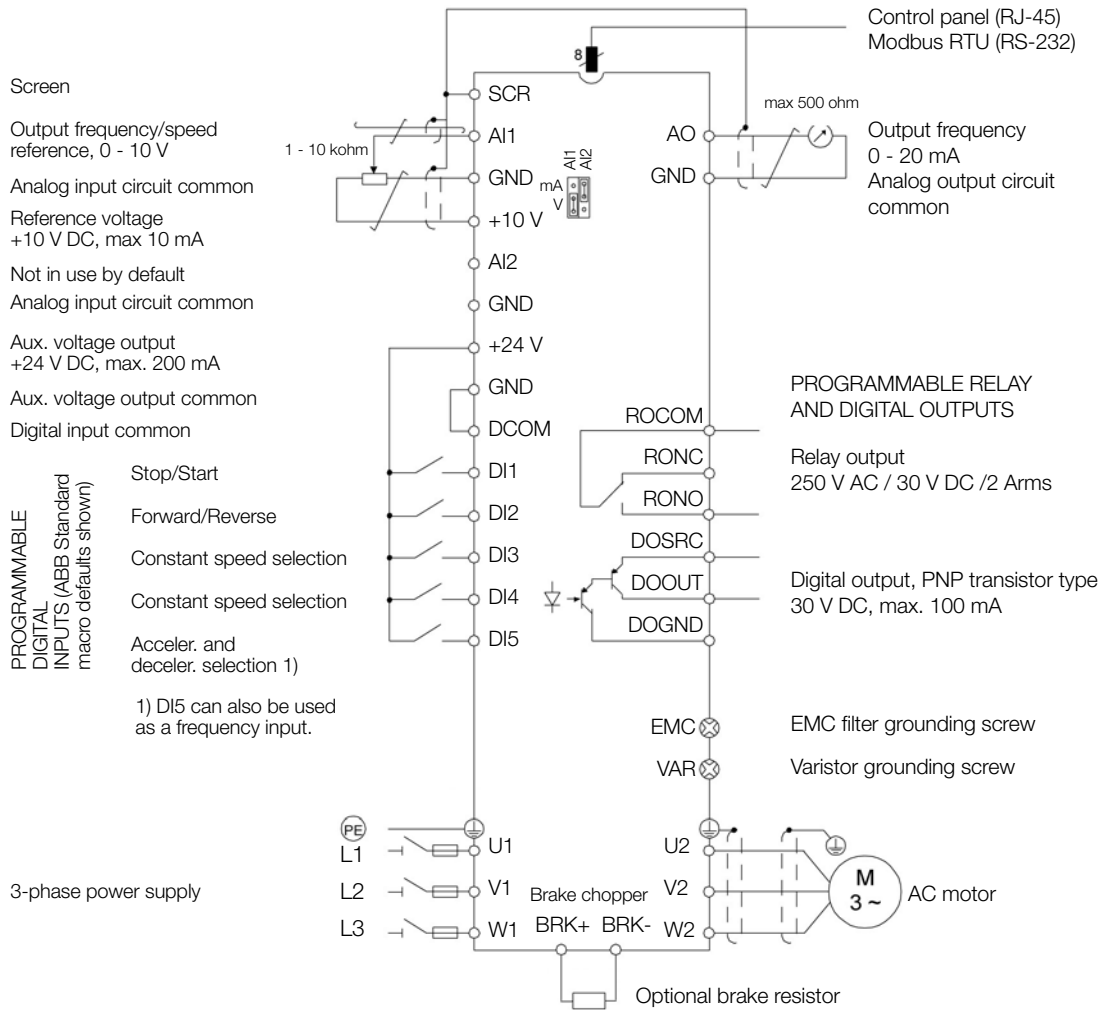 Control panel (RJ-45)
Modbus RTU (RS-232)
8
Screen
SCR
max 500 ohm
Output frequency/speed
reference, 0 - 10 V
1 - 10 kohm
AI1
AI1
AI2
mA
V
AO
Output frequency
0 - 20 mA
Analog input circuit common
GND
GND
Analog output circuit
common
Reference voltage
+10 V DC, max 10 mA
+10 V
Not in use by default
AI2
Analog input circuit common
GND
Aux. voltage output
+24 V DC, max. 200 mA
+24 V
Aux. voltage output common
GND
PROGRAMMABLE RELAY
AND DIGITAL OUTPUTS
Digital input common
DCOM
ROCOM
PROGRAMMABLE
DIGITAL
INPUTS (ABB Standard
macro defaults shown)
Stop/Start
DI1
RONC
Relay output
250 V AC / 30 V DC /2 Arms
Forward/Reverse
DI2
RONO
Constant speed selection
DI3
DOSRC
Constant speed selection
DI4
DOOUT
Digital output, PNP transistor type
30 V DC, max. 100 mA
Acceler. and
deceler. selection 1)
DI5
DOGND
1) DI5 can also be used
as a frequency input.
EMC
EMC filter grounding screw
VAR
Varistor grounding screw
PE
L1
U1
U2
3-phase power supply
L2
V1
Brake chopper
V2
M
3 ~
AC motor
L3
W1
BRK+ BRK-
W2
Optional brake resistor